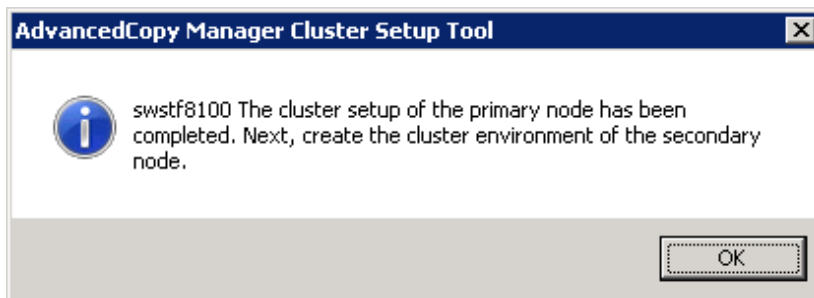 AdvancedCopy Manager Cluster Setup Tool
swstf8100 The cluster setup of the primary node has been
completed. Next, create the cluster environment of the secondary
node.
OK